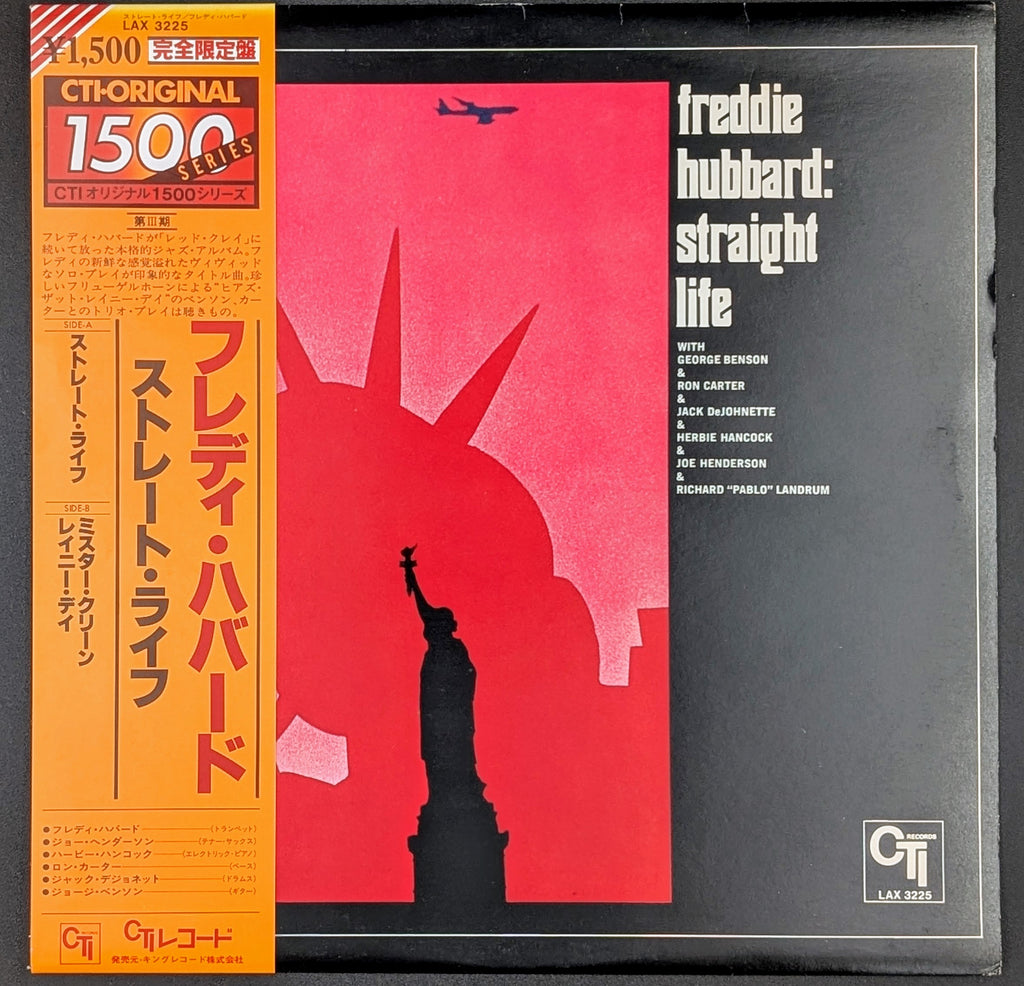 ストレート・ライフ／フレディ・ハバード
LAX 3225
¥1,500 完全限定盤
CTI-ORIGINAL
1500
SERIES
CTIオリジナル1500シリーズ
第III期
フレディ・ハバードが「レッド・クレイ」に
続いて放った本格的ジャズ・アルバム。フ
レディの新鮮な感覚溢れたヴィヴィッド
なソロ・プレイが印象的なタイトル曲。珍
しいフリューゲルホーンによる“ヒアズ・
ザット・レイニー・デイ”のベンソン、カー
ターとのトリオ・プレイは聴きもの。
フレディ・ハバード
ストレート・ライフ
SIDE-A
ストレート・ライフ
SIDE-B
ミスター・クリーン
レイニー・デイ
●フレディ・ハバード(トランペット)
●ジョー・ヘンダーソン(テナー・サックス)
●ハービー・ハンコック(エレクトリック・ピアノ)
●ロン・カーター(ベース)
●ジャック・デジョネット(ドラムス)
●ジョージ・ベンソン(ギター)
CTI RECORDS
CTIレコード
発売元・キングレコード株式会社
freddie
hubbard:
straight
life
WITH
GEORGE BENSON
&
RON CARTER
&
JACK DeJOHNETTE
&
HERBIE HANCOCK
&
JOE HENDERSON
&
RICHARD “PABLO” LANDRUM
CTI RECORDS
LAX 3225